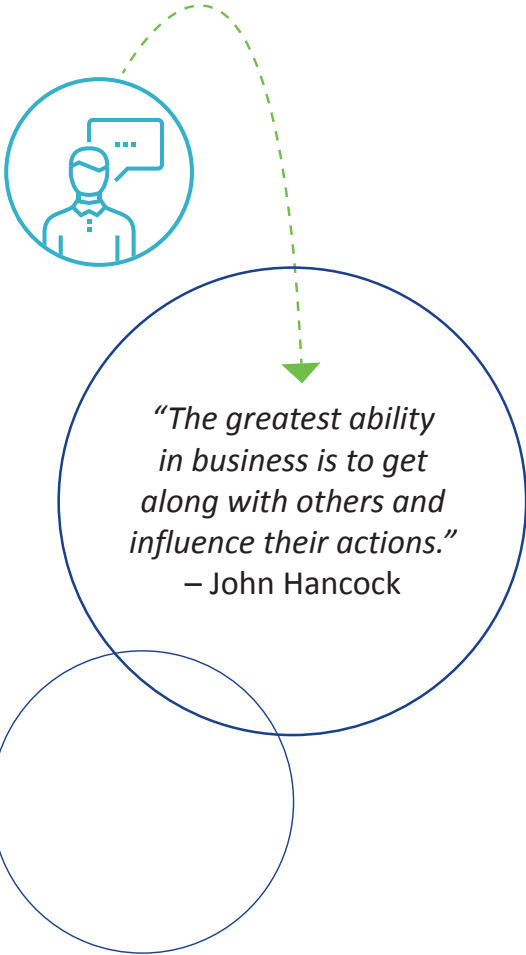 “The greatest ability
in business is to get
along with others and
influence their actions.”
– John Hancock